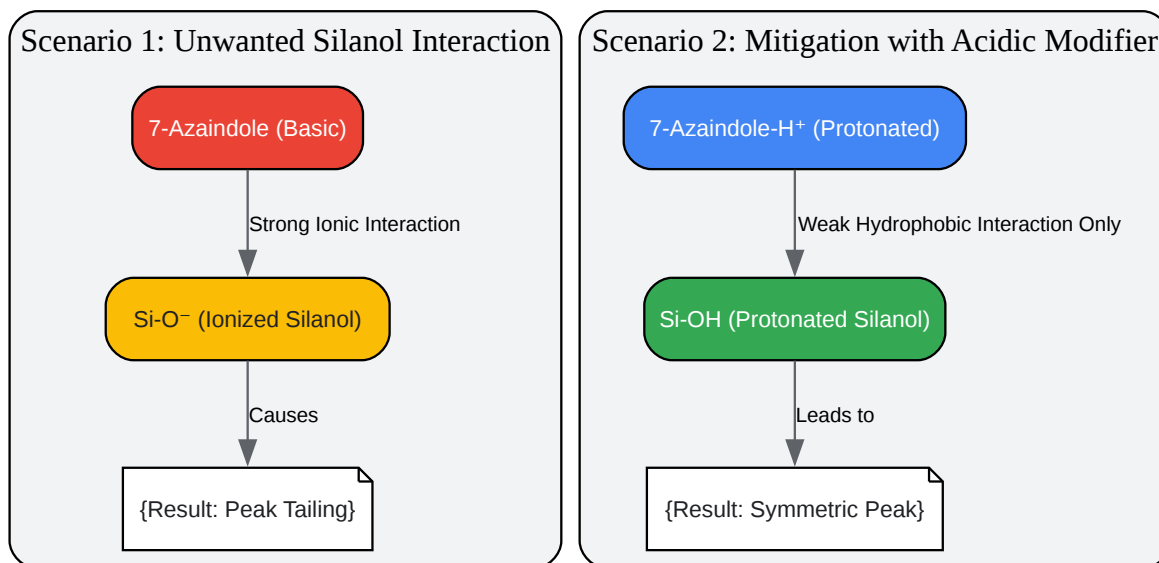 Scenario 1: Unwanted Silanol Interaction
7-Azaindole (Basic)
Strong Ionic Interaction
Si-O⁻ (Ionized Silanol)
Causes
{Result: Peak Tailing}
Scenario 2: Mitigation with Acidic Modifier
7-Azaindole-H⁺ (Protonated)
Weak Hydrophobic Interaction Only
Si-OH (Protonated Silanol)
Leads to
{Result: Symmetric Peak}